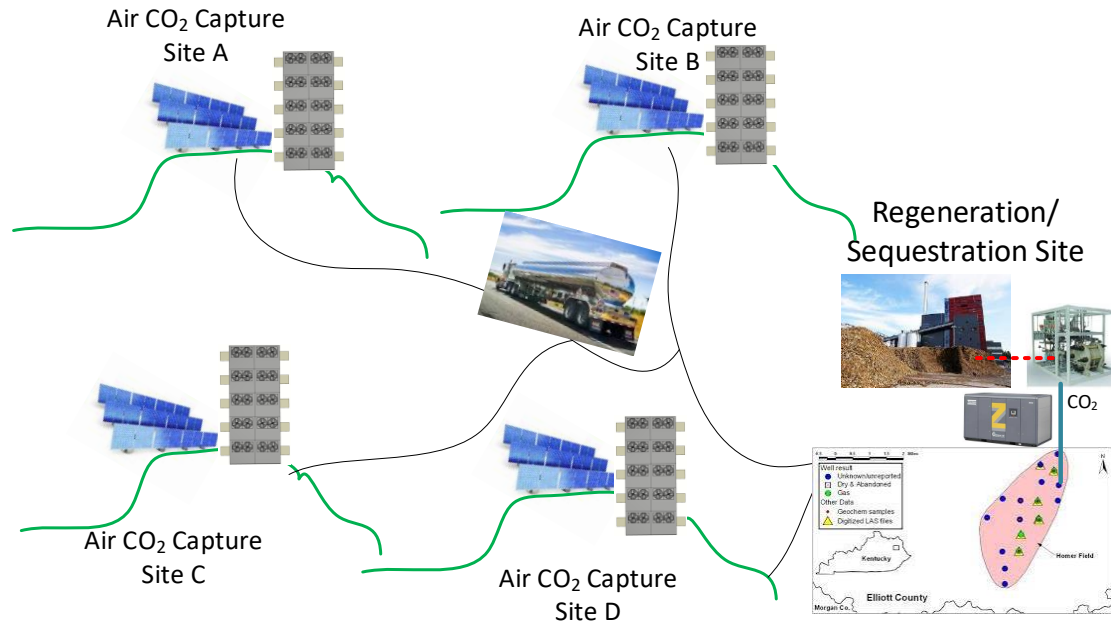 Air CO₂ Capture
Site A
Air CO₂ Capture
Site B
Regeneration/
Sequestration Site
CO₂
Z
Well result
Unknown/unreported
Dry & Abandoned
Gas
Other Data
Geochem samples
Digitized LAS files
N
Kentucky
Homer Field
Elliott County
Morgan Co.
Air CO₂ Capture
Site C
Air CO₂ Capture
Site D